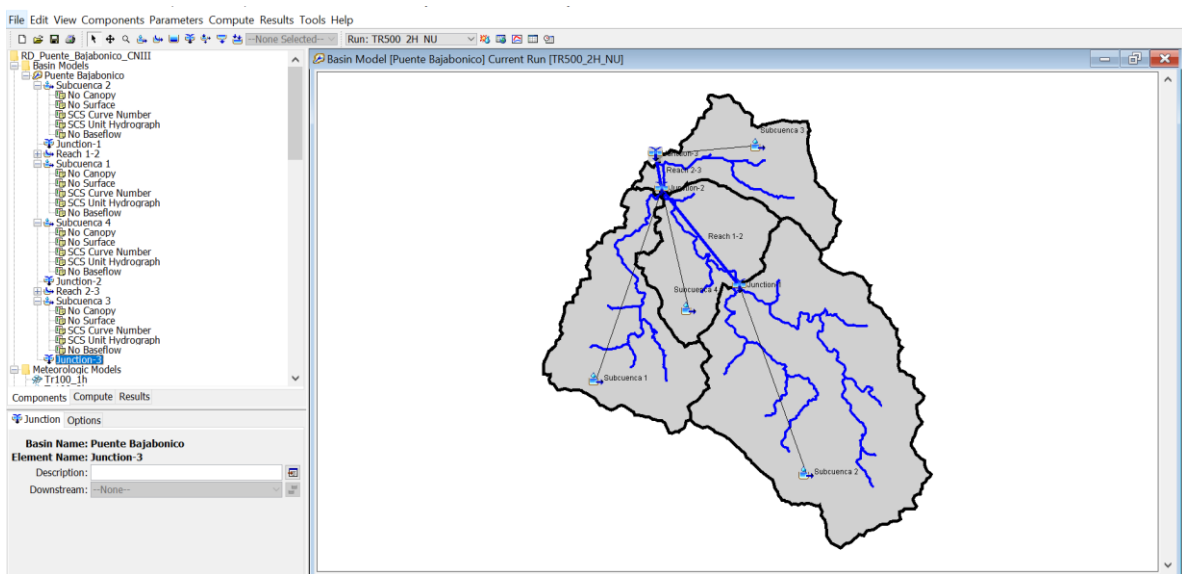 File Edit View Components Parameters Compute Results Tools Help
--None Selected-- Run: TR500_2H_NU
RD_Puente_Bajabonico_CNIII
Basin Models
Puente Bajabonico
Subcuenca 2
No Canopy
No Surface
SCS Curve Number
SCS Unit Hydrograph
No Baseflow
Junction-1
Reach 1-2
Subcuenca 1
No Canopy
No Surface
SCS Curve Number
SCS Unit Hydrograph
No Baseflow
Subcuenca 4
No Canopy
No Surface
SCS Curve Number
SCS Unit Hydrograph
No Baseflow
Junction-2
Reach 2-3
Subcuenca 3
No Canopy
No Surface
SCS Curve Number
SCS Unit Hydrograph
No Baseflow
Junction-3
Meteorologic Models
Tr100_1h
Components Compute Results
Junction Options
Basin Name: Puente Bajabonico
Element Name: Junction-3
Description:
Downstream: --None--
Basin Model [Puente Bajabonico] Current Run [TR500_2H_NU]
Subcuenca 3
Junction-3
Reach 2-3
Junction-2
Reach 1-2
Subcuenca 4
Junction-1
Subcuenca 1
Subcuenca 2